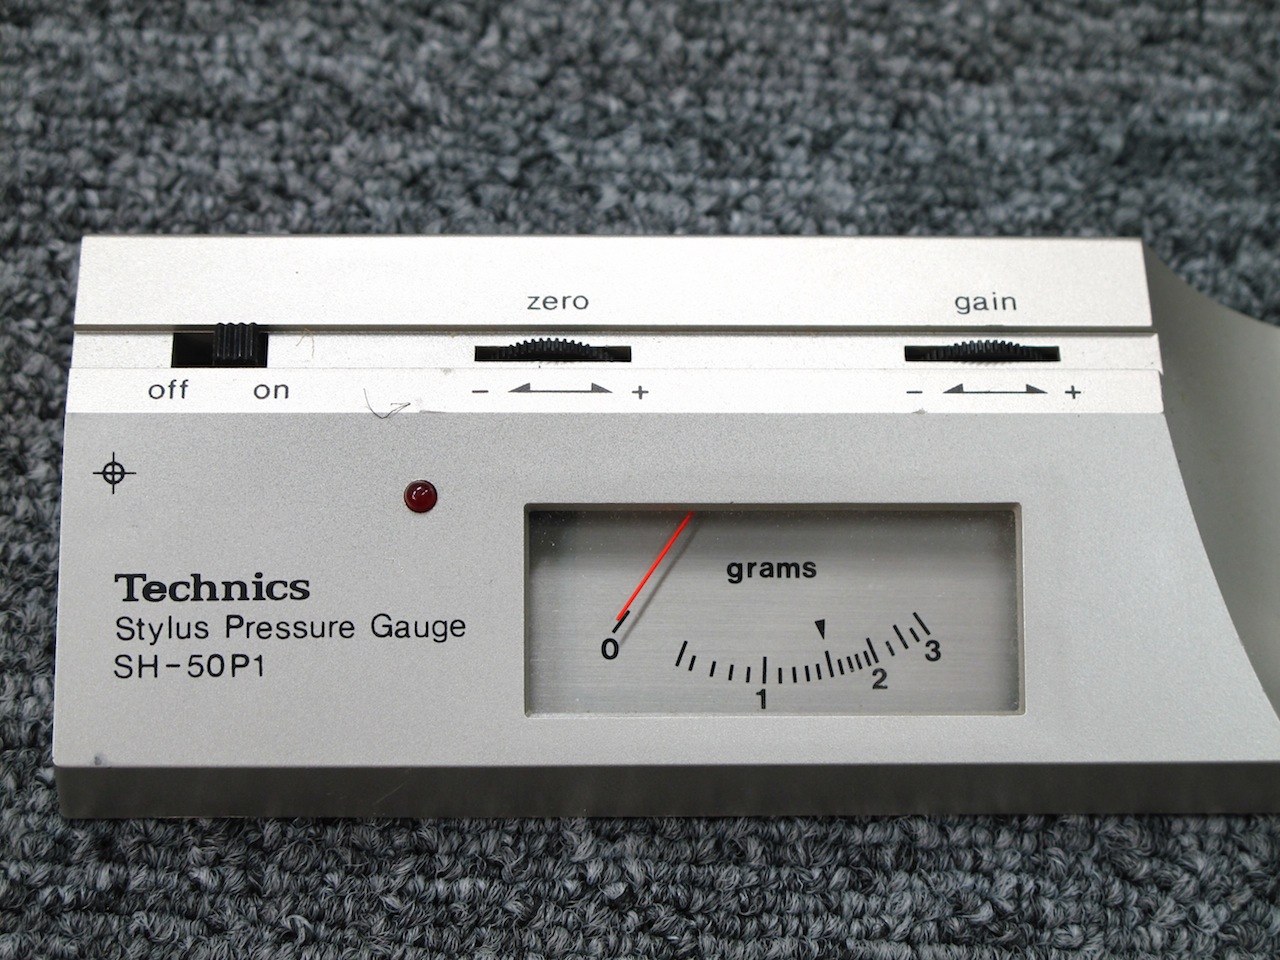 zero gain
off on - + - +
Technics
Stylus Pressure Gauge
SH-50P1
grams
0 3
2
1